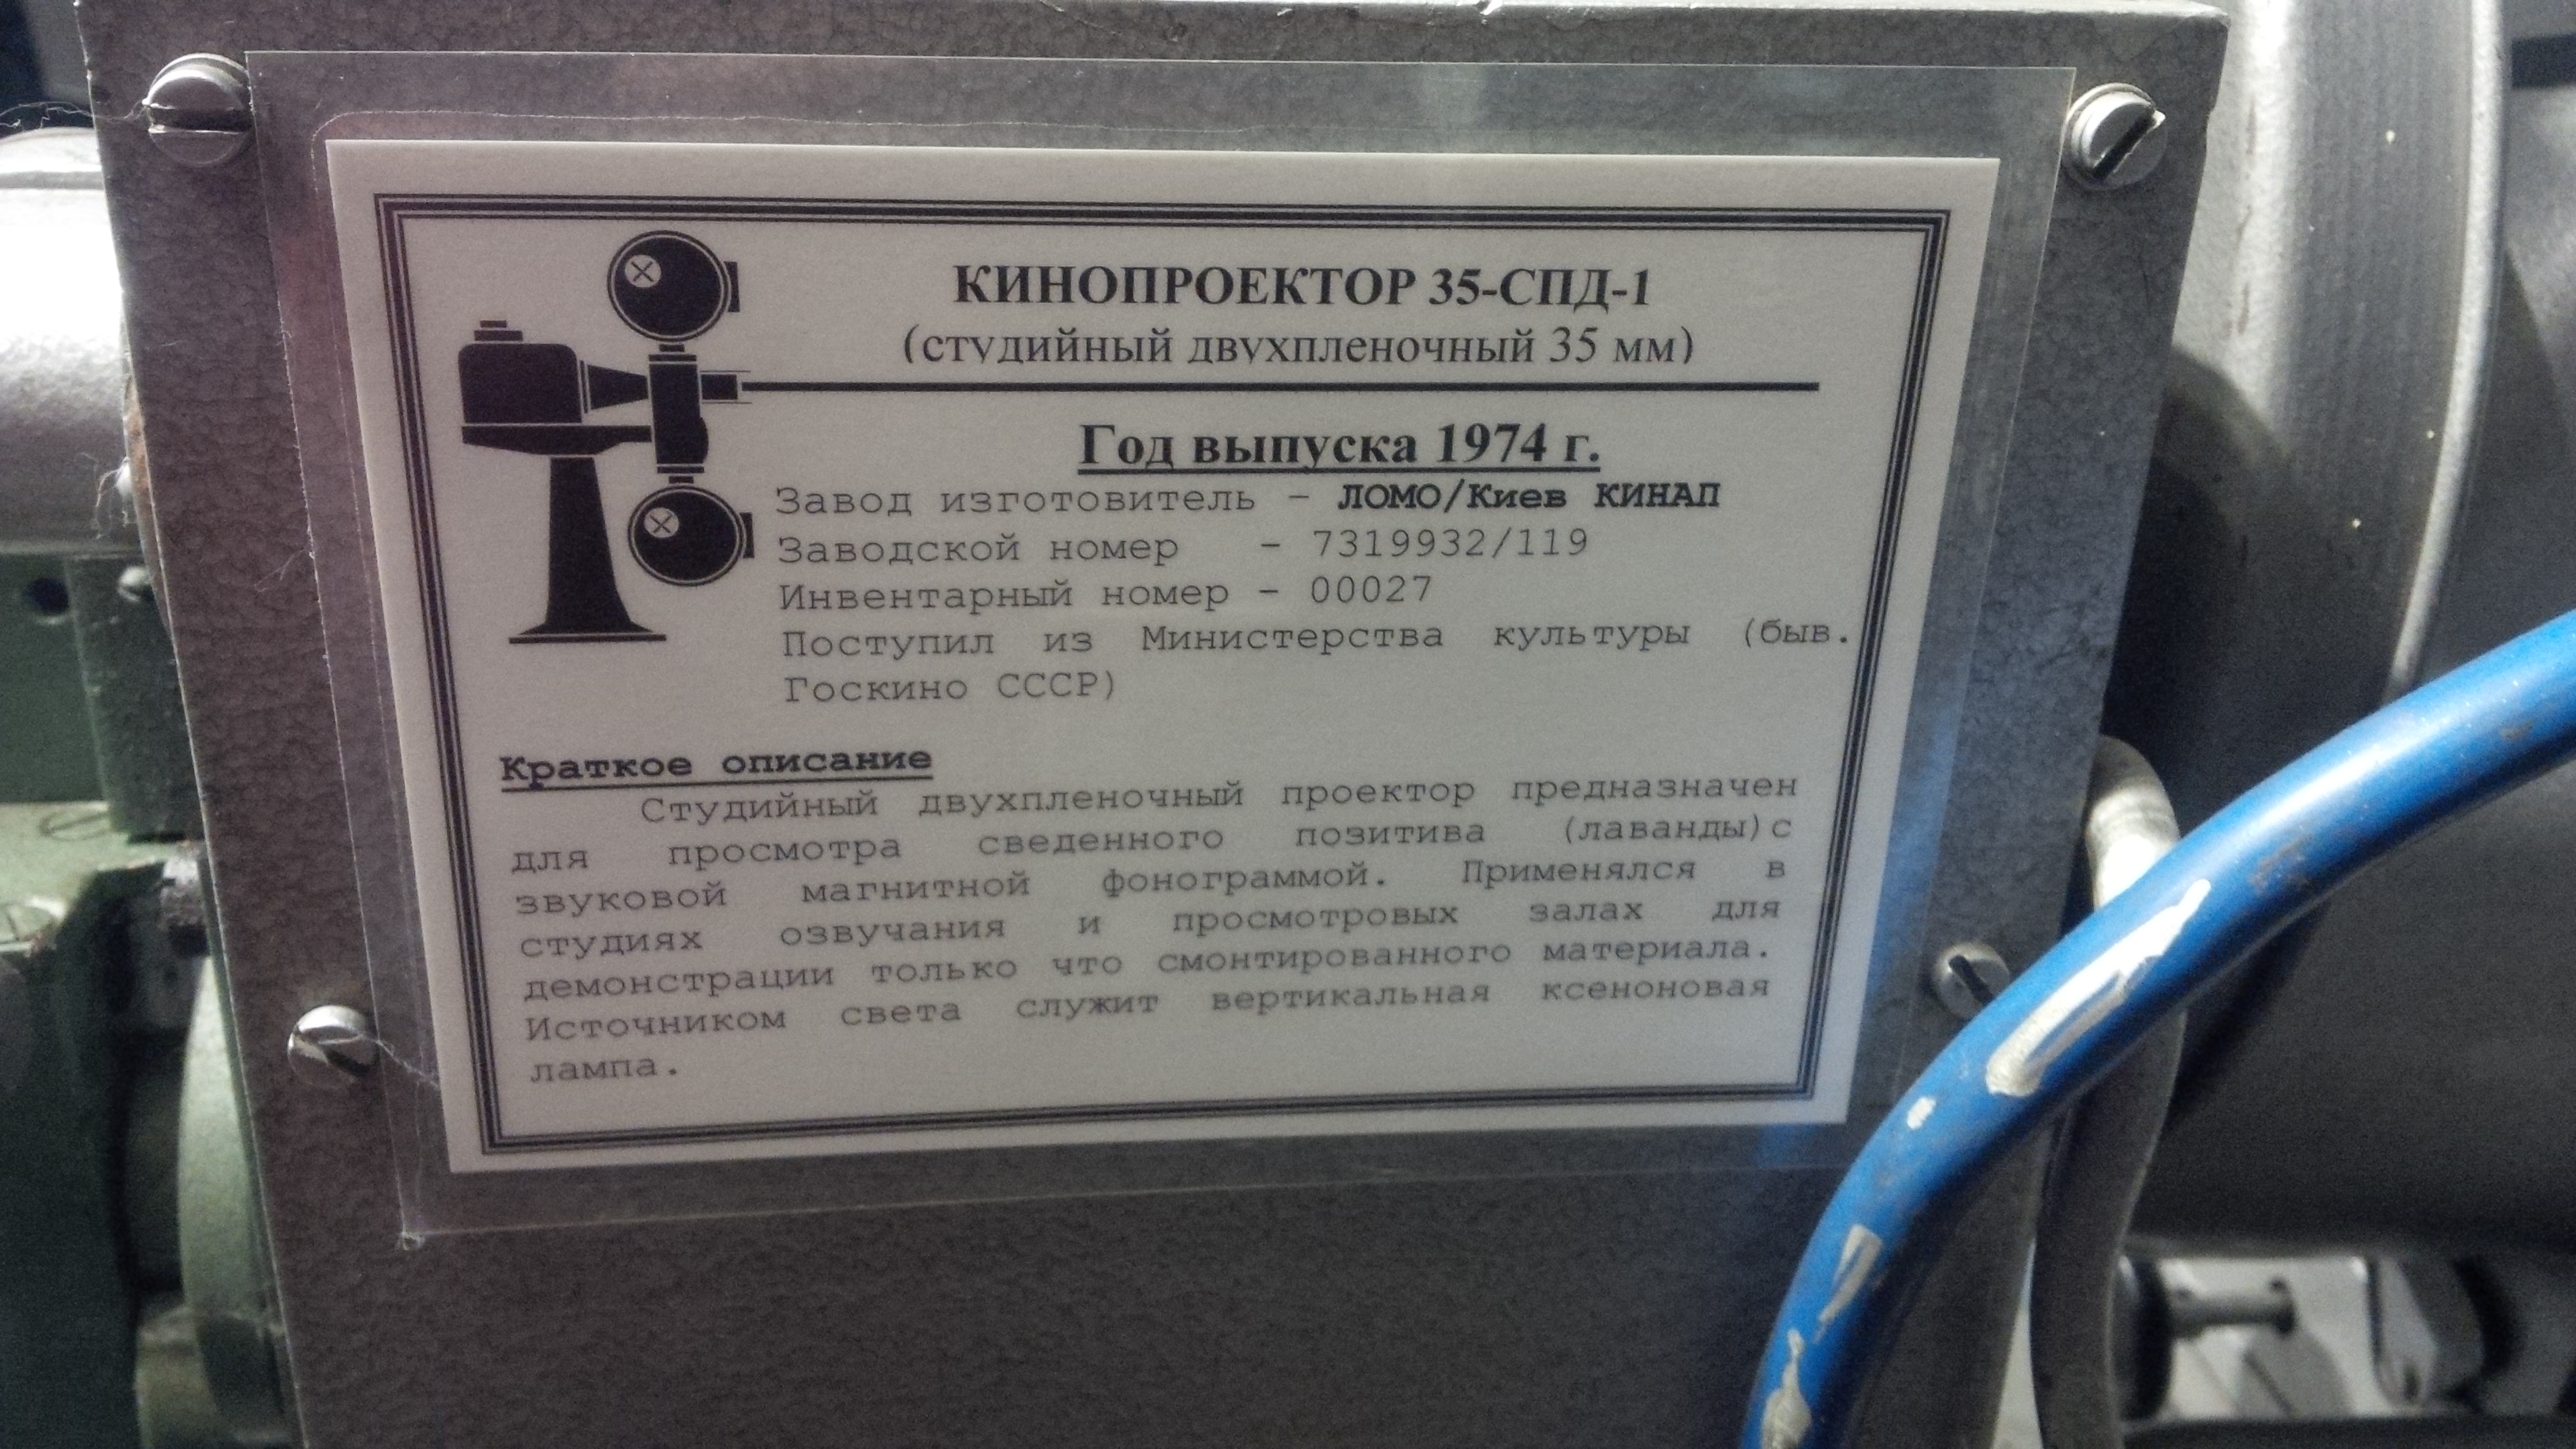 КИНОПРОЕКТОР 35-СПД-1
(студийный двухпленочный 35 мм)
Год выпуска 1974 г.
Завод изготовитель - ЛОМО/Киев КИНАП
Заводской номер - 7319932/119
Инвентарный номер - 00027
Поступил из Министерства культуры (быв.
Госкино СССР)
Краткое описание
Студийный двухпленочный проектор предназначен
для просмотра сведенного позитива (лаванды)с
звуковой магнитной фонограммой. Применялся в
студиях озвучания и просмотровых залах для
демонстрации только что смонтированного материала.
Источником света служит вертикальная ксеноновая
лампа.